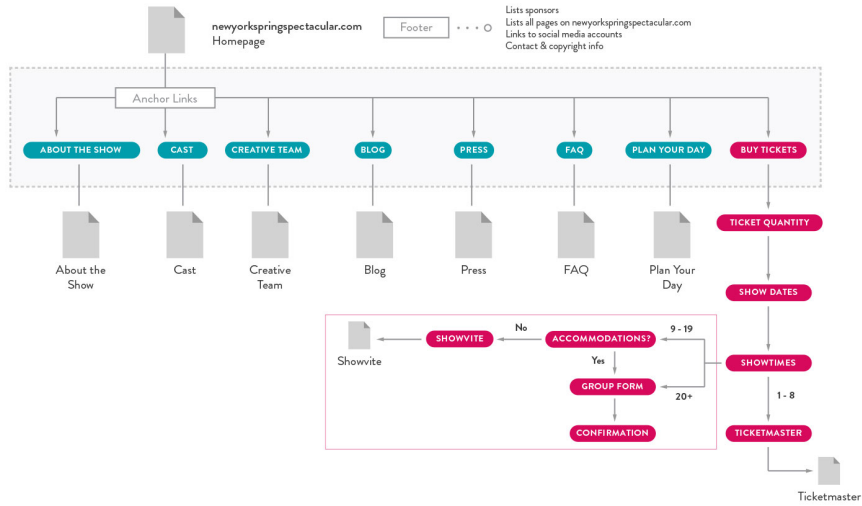 newyorkspringspectacular.com
Homepage
Footer
Lists sponsors
Lists all pages on newyorkspringspectacular.com
Links to social media accounts
Contact & copyright info
Anchor Links
ABOUT THE SHOW
CAST
CREATIVE TEAM
BLOG
PRESS
FAQ
PLAN YOUR DAY
BUY TICKETS
About the
Show
Cast
Creative
Team
Blog
Press
FAQ
Plan Your
Day
TICKET QUANTITY
SHOW DATES
SHOWTIMES
9 - 19
20+
1 - 8
ACCOMMODATIONS?
No
Yes
SHOWVITE
Showvite
GROUP FORM
CONFIRMATION
TICKETMASTER
Ticketmaster